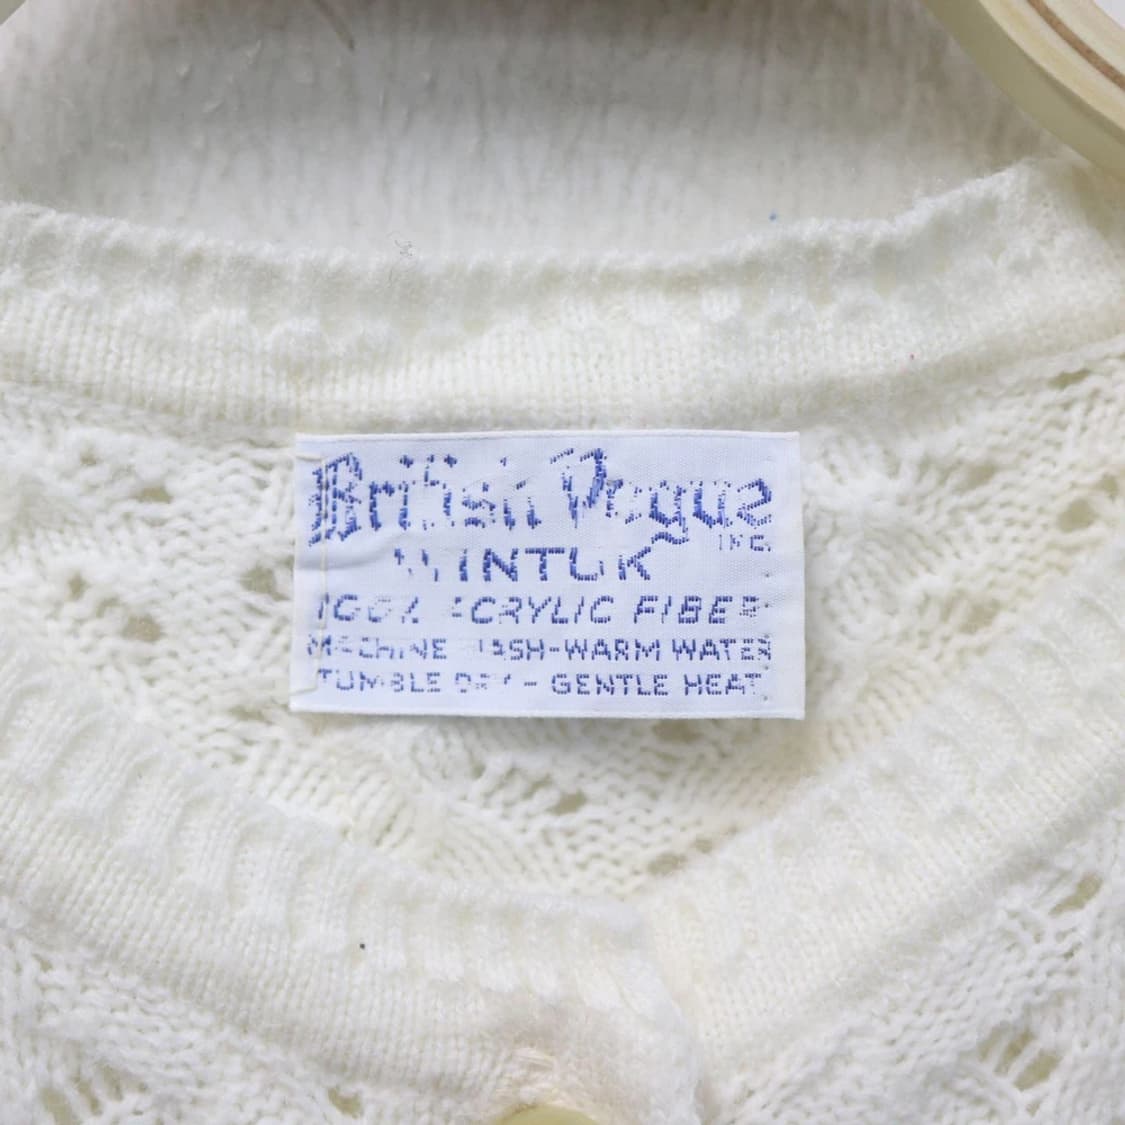 British Vogue
INC.
WINTUK
100% ACRYLIC FIBER
MACHINE WASH-WARM WATER
TUMBLE DRY - GENTLE HEAT